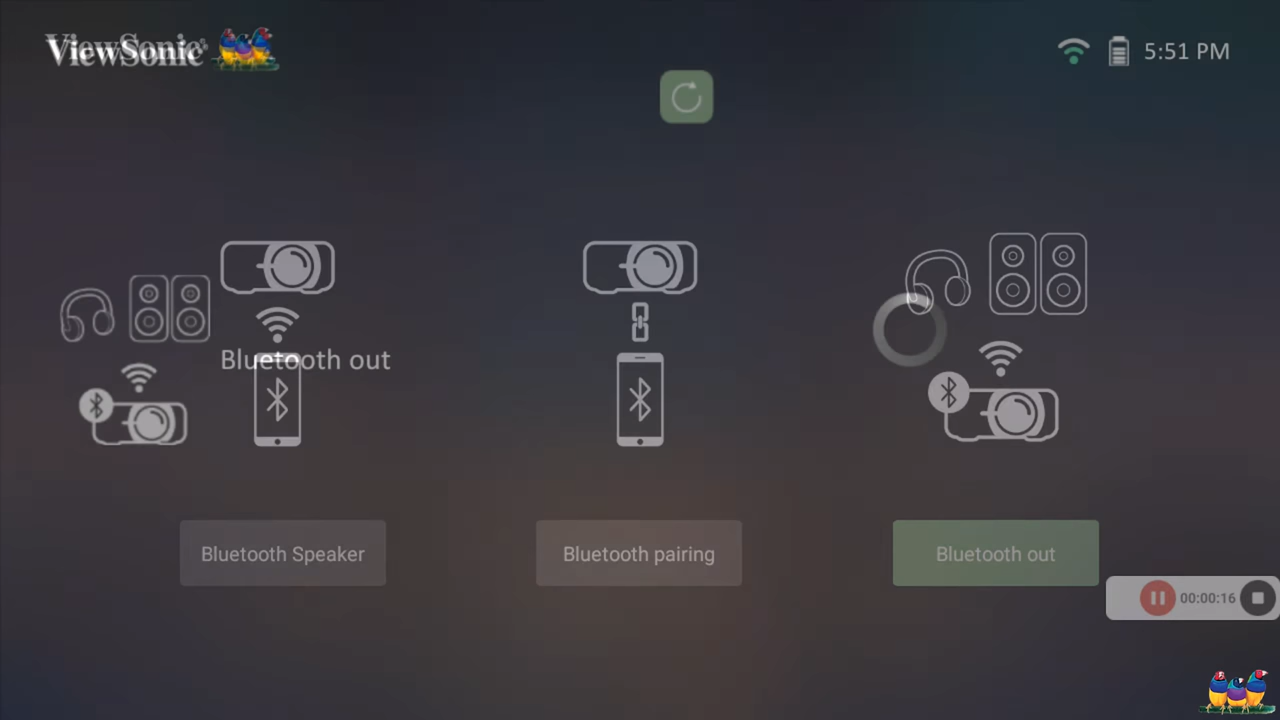 ViewSonic
5:51 PM
Bluetooth out
Bluetooth Speaker
Bluetooth pairing
Bluetooth out
00:00:16